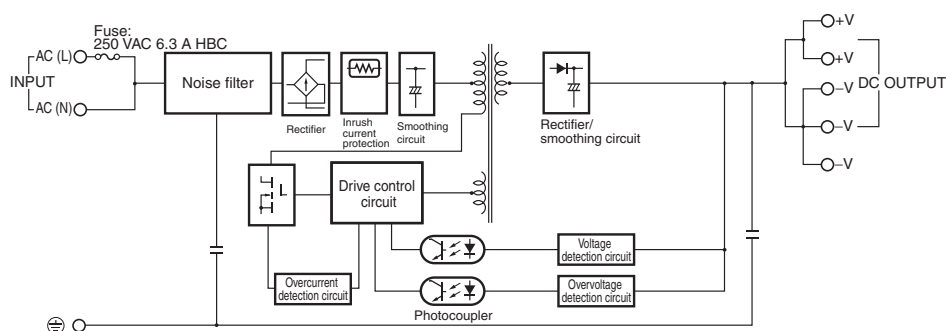 Fuse:
250 VAC 6.3 A HBC
AC (L)
INPUT
AC (N)
Noise filter
Rectifier
Inrush
current
protection
Smoothing
circuit
Rectifier/
smoothing circuit
+V
+V
DC OUTPUT
−V
−V
−V
Drive control
circuit
Overcurrent
detection circuit
Voltage
detection circuit
Overvoltage
detection circuit
Photocoupler